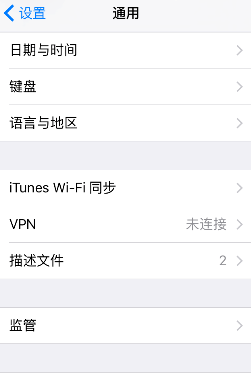 设置 通用
日期与时间
键盘
语言与地区
iTunes Wi-Fi 同步
VPN 未连接
描述文件 2
监管